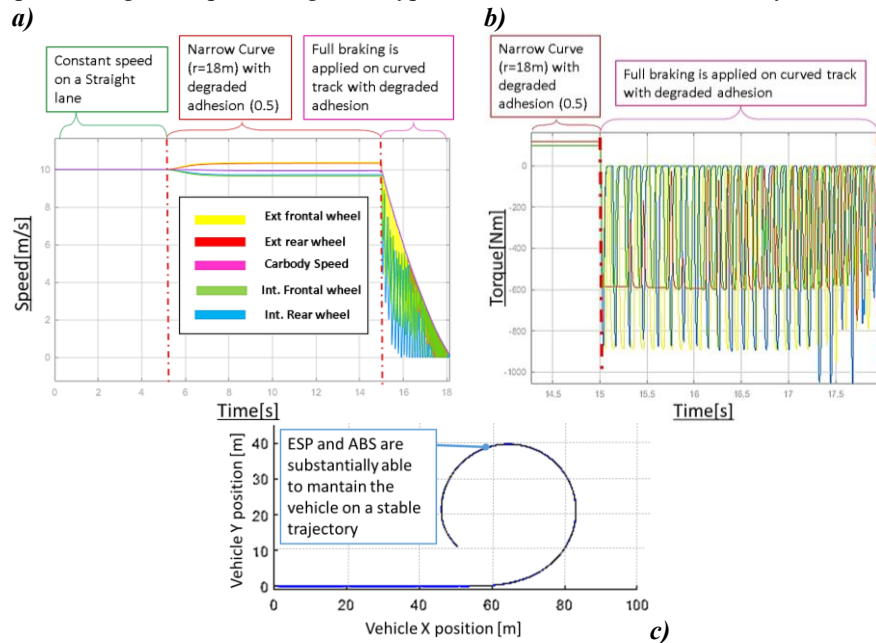 a)
b)
Constant speed
on a Straight
lane
Narrow Curve
(r=18m) with
degraded
adhesion (0.5)
Full braking is
applied on curved
track with degraded
adhesion
Speed[m/s]
10
8
6
4
2
0
Ext frontal wheel
Ext rear wheel
Carbody Speed
Int. Frontal wheel
Int. Rear wheel
0 2 4 6 8 10 12 14 16 18
Time[s]
Narrow Curve
(r=18m) with
degraded
adhesion (0.5)
Full braking is applied on curved track
with degraded adhesion
Torque[Nm]
0
-200
-400
-600
-800
-1000
14.5 15 15.5 16 16.5 17 17.5
Time[s]
Vehicle Y position [m]
40
30
20
10
0
ESP and ABS are
substantially able
to mantain the
vehicle on a stable
trajectory
0 20 40 60 80 100
Vehicle X position [m]
c)